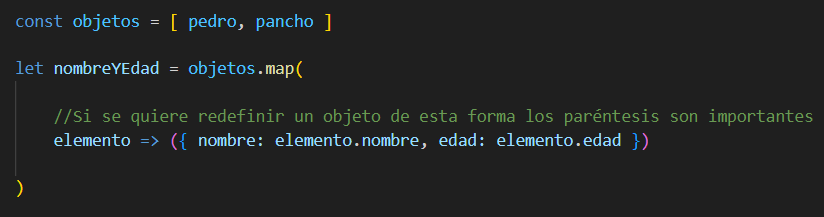 const objetos = [ pedro, pancho ]
let nombreYEdad = objetos.map(
//Si se quiere redefinir un objeto de esta forma los paréntesis son importantes
elemento => ({ nombre: elemento.nombre, edad: elemento.edad })
)